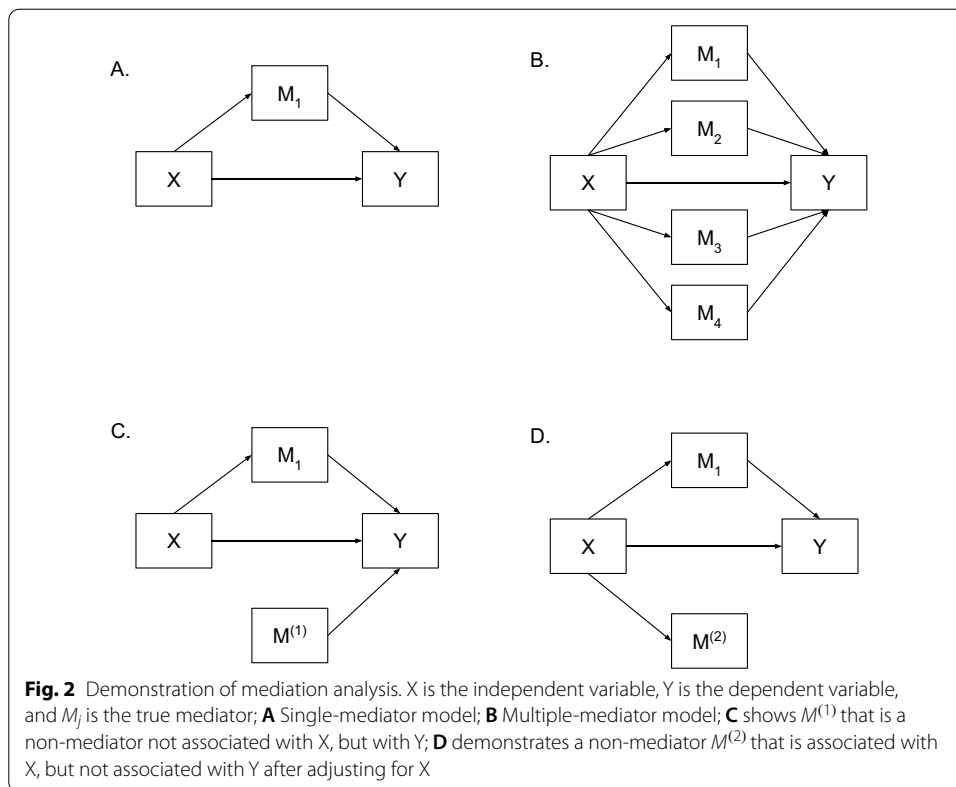 A.
M₁
X
Y
B.
M₁
M₂
X
Y
M₃
M₄
C.
M₁
X
Y
M⁽¹⁾
D.
M₁
X
Y
M⁽²⁾
Fig. 2 Demonstration of mediation analysis. X is the independent variable, Y is the dependent variable,
and Mⱼ is the true mediator; A Single-mediator model; B Multiple-mediator model; C shows M⁽¹⁾ that is a
non-mediator not associated with X, but with Y; D demonstrates a non-mediator M⁽²⁾ that is associated with
X, but not associated with Y after adjusting for X